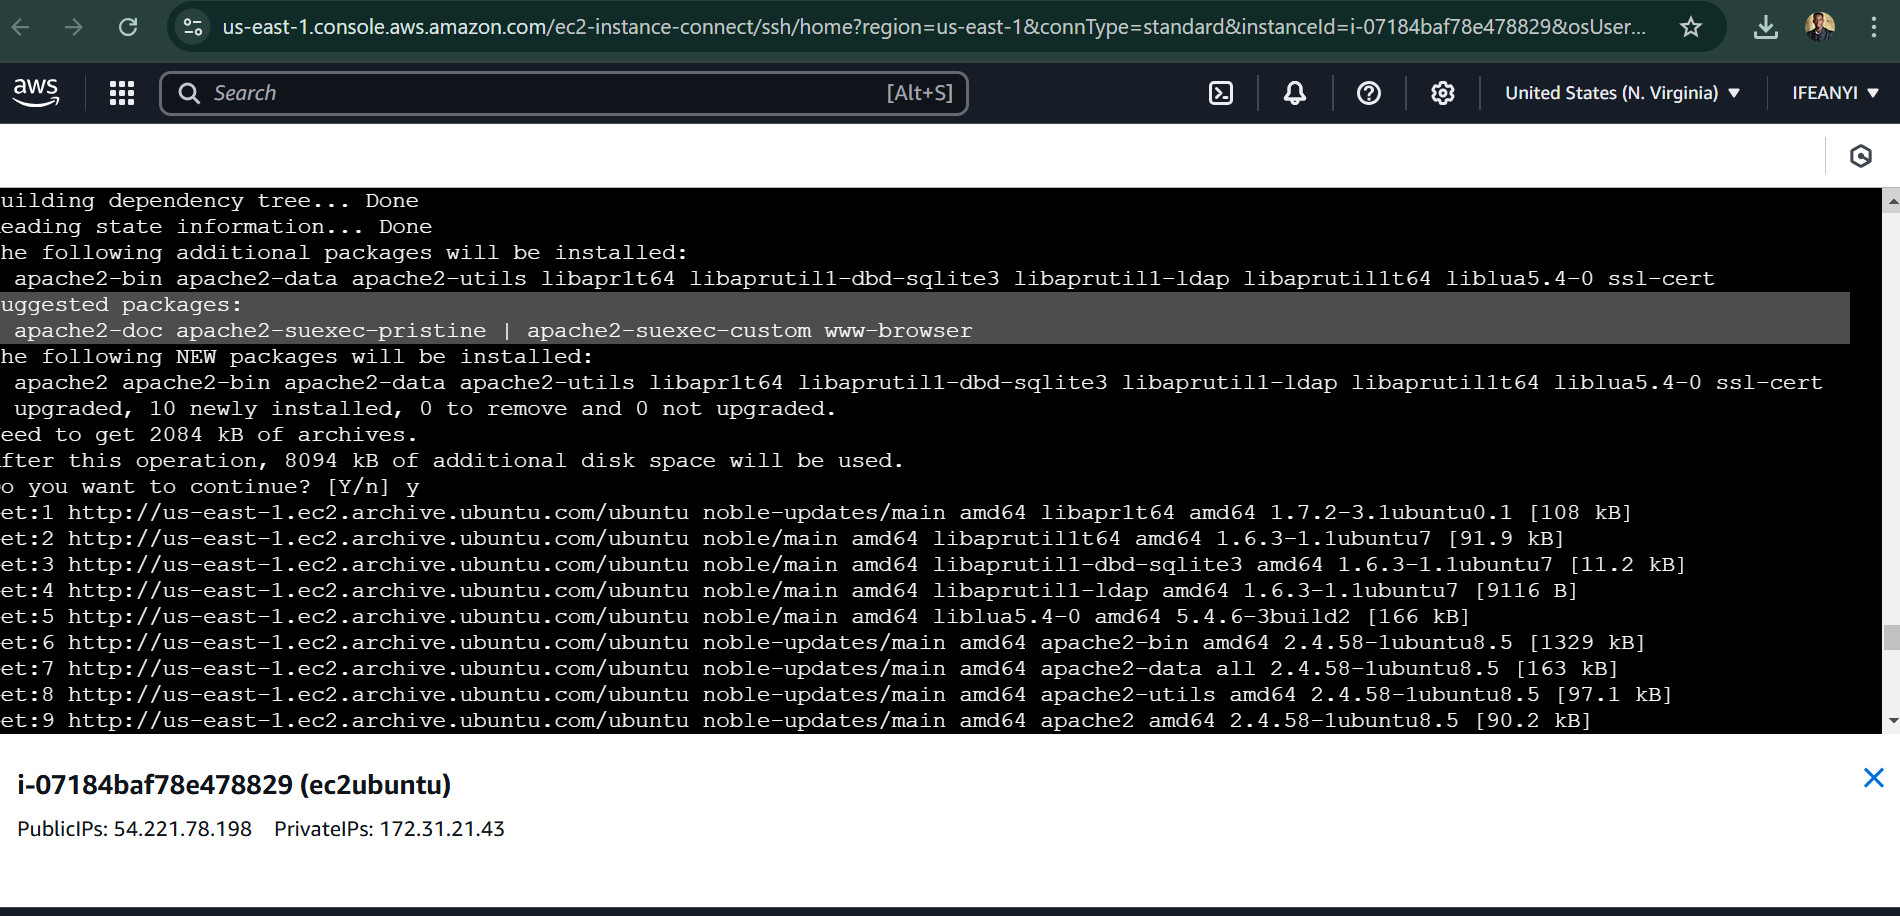 us-east-1.console.aws.amazon.com/ec2-instance-connect/ssh/home?region=us-east-1&connType=standard&instanceId=i-07184baf78e478829&osUser...
aws Search [Alt+S] United States (N. Virginia) IFEANYI
uilding dependency tree... Done
eading state information... Done
he following additional packages will be installed:
apache2-bin apache2-data apache2-utils libapr1t64 libaprutil1-dbd-sqlite3 libaprutil1-ldap libaprutil1t64 liblua5.4-0 ssl-cert
uggested packages:
apache2-doc apache2-suexec-pristine | apache2-suexec-custom www-browser
he following NEW packages will be installed:
apache2 apache2-bin apache2-data apache2-utils libapr1t64 libaprutil1-dbd-sqlite3 libaprutil1-ldap libaprutil1t64 liblua5.4-0 ssl-cert
upgraded, 10 newly installed, 0 to remove and 0 not upgraded.
eed to get 2084 kB of archives.
fter this operation, 8094 kB of additional disk space will be used.
o you want to continue? [Y/n] y
et:1 http://us-east-1.ec2.archive.ubuntu.com/ubuntu noble-updates/main amd64 libapr1t64 amd64 1.7.2-3.1ubuntu0.1 [108 kB]
et:2 http://us-east-1.ec2.archive.ubuntu.com/ubuntu noble/main amd64 libaprutil1t64 amd64 1.6.3-1.1ubuntu7 [91.9 kB]
et:3 http://us-east-1.ec2.archive.ubuntu.com/ubuntu noble/main amd64 libaprutil1-dbd-sqlite3 amd64 1.6.3-1.1ubuntu7 [11.2 kB]
et:4 http://us-east-1.ec2.archive.ubuntu.com/ubuntu noble/main amd64 libaprutil1-ldap amd64 1.6.3-1.1ubuntu7 [9116 B]
et:5 http://us-east-1.ec2.archive.ubuntu.com/ubuntu noble/main amd64 liblua5.4-0 amd64 5.4.6-3build2 [166 kB]
et:6 http://us-east-1.ec2.archive.ubuntu.com/ubuntu noble-updates/main amd64 apache2-bin amd64 2.4.58-1ubuntu8.5 [1329 kB]
et:7 http://us-east-1.ec2.archive.ubuntu.com/ubuntu noble-updates/main amd64 apache2-data all 2.4.58-1ubuntu8.5 [163 kB]
et:8 http://us-east-1.ec2.archive.ubuntu.com/ubuntu noble-updates/main amd64 apache2-utils amd64 2.4.58-1ubuntu8.5 [97.1 kB]
et:9 http://us-east-1.ec2.archive.ubuntu.com/ubuntu noble-updates/main amd64 apache2 amd64 2.4.58-1ubuntu8.5 [90.2 kB]
i-07184baf78e478829 (ec2ubuntu)
PublicIPs: 54.221.78.198 PrivateIPs: 172.31.21.43